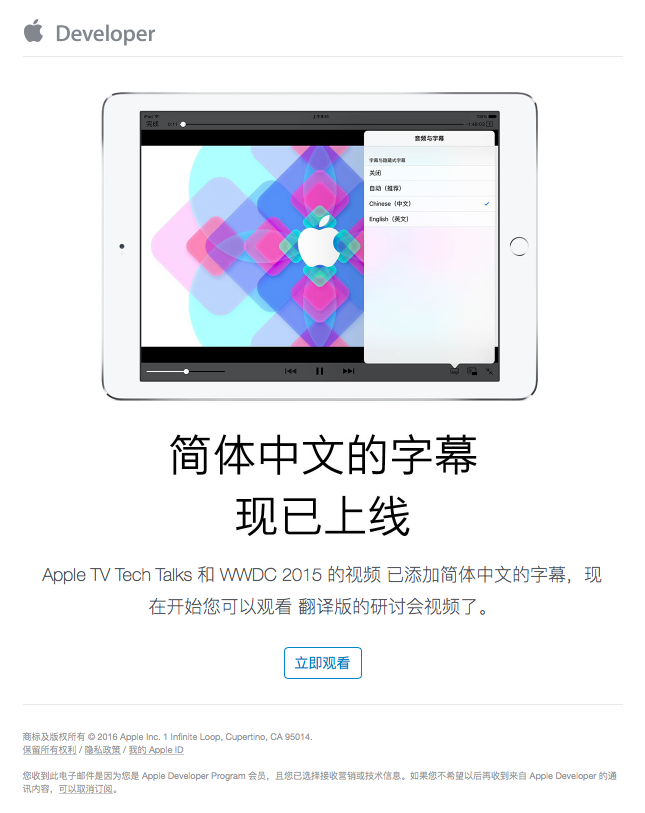 Developer
iPad
完成
0:11
音频与字幕
字幕与隐藏式字幕
关闭
自动（推荐）
Chinese（中文）
English（英文）
简体中文的字幕
现已上线
Apple TV Tech Talks 和 WWDC 2015 的视频 已添加简体中文的字幕，现
在开始您可以观看 翻译版的研讨会视频了。
立即观看
商标及版权所有 © 2016 Apple Inc. 1 Infinite Loop, Cupertino, CA 95014.
保留所有权利 / 隐私政策 / 我的 Apple ID
您收到此电子邮件是因为您是 Apple Developer Program 会员，且您已选择接收营销或技术信息。如果您不希望以后再收到来自 Apple Developer 的通
讯内容，可以取消订阅。